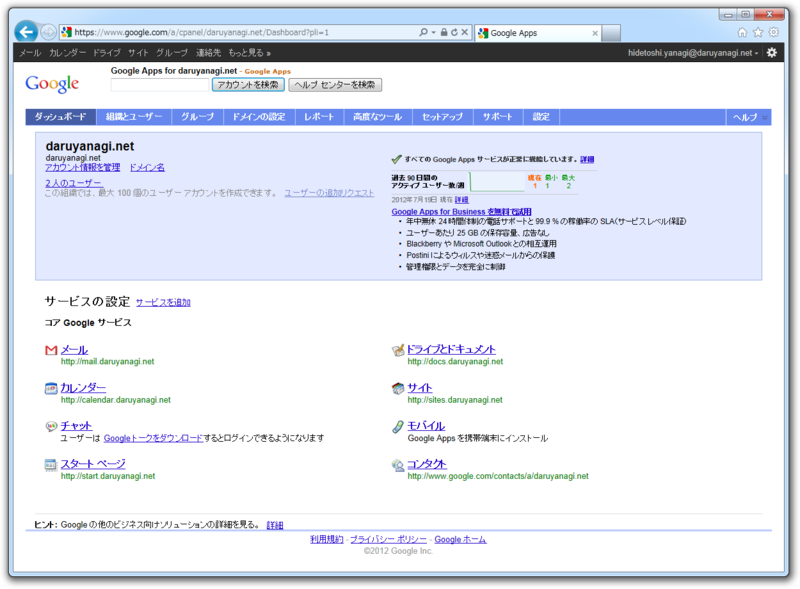 https://www.google.com/a/cpanel/daruyanagi.net/Dashboard?pli=1
Google Apps
メール カレンダー ドライブ サイト グループ 連絡先 もっと見る »
hidetoshi.yanagi@daruyanagi.net
Google
Google Apps for daruyanagi.net - Google Apps
アカウントを検索 ヘルプ センターを検索
ダッシュボード 組織とユーザー グループ ドメインの設定 レポート 高度なツール セットアップ サポート 設定 ヘルプ
daruyanagi.net
daruyanagi.net
アカウント情報を管理 ドメイン名
2 人のユーザー
この組織では、最大 100 個のユーザー アカウントを作成できます。 ユーザーの追加リクエスト
すべての Google Apps サービスが正常に機能しています。詳細
過去 90 日間の
アクティブ ユーザー数/週
現在 最小 最大
1 1 2
2012年7月19日 現在 詳細
Google Apps for Business を無料で試用
• 年中無休 24 時間体制の電話サポートと 99.9 % の稼働率の SLA(サービス レベル保証)
• ユーザーあたり 25 GB の保存容量、広告なし
• Blackberry や Microsoft Outlook との相互運用
• Postini によるウィルスや迷惑メールからの保護
• 管理権限とデータを完全に制御
サービスの設定 サービスを追加
コア Google サービス
メール
http://mail.daruyanagi.net
ドライブとドキュメント
http://docs.daruyanagi.net
カレンダー
http://calendar.daruyanagi.net
サイト
http://sites.daruyanagi.net
チャット
ユーザーは Googleトークをダウンロードするとログインできるようになります
モバイル
Google Apps を携帯端末にインストール
スタート ページ
http://start.daruyanagi.net
コンタクト
http://www.google.com/contacts/a/daruyanagi.net
ヒント: Google の他のビジネス向けソリューションの詳細を見る。 詳細
利用規約 - プライバシー ポリシー - Google ホーム
©2012 Google Inc.